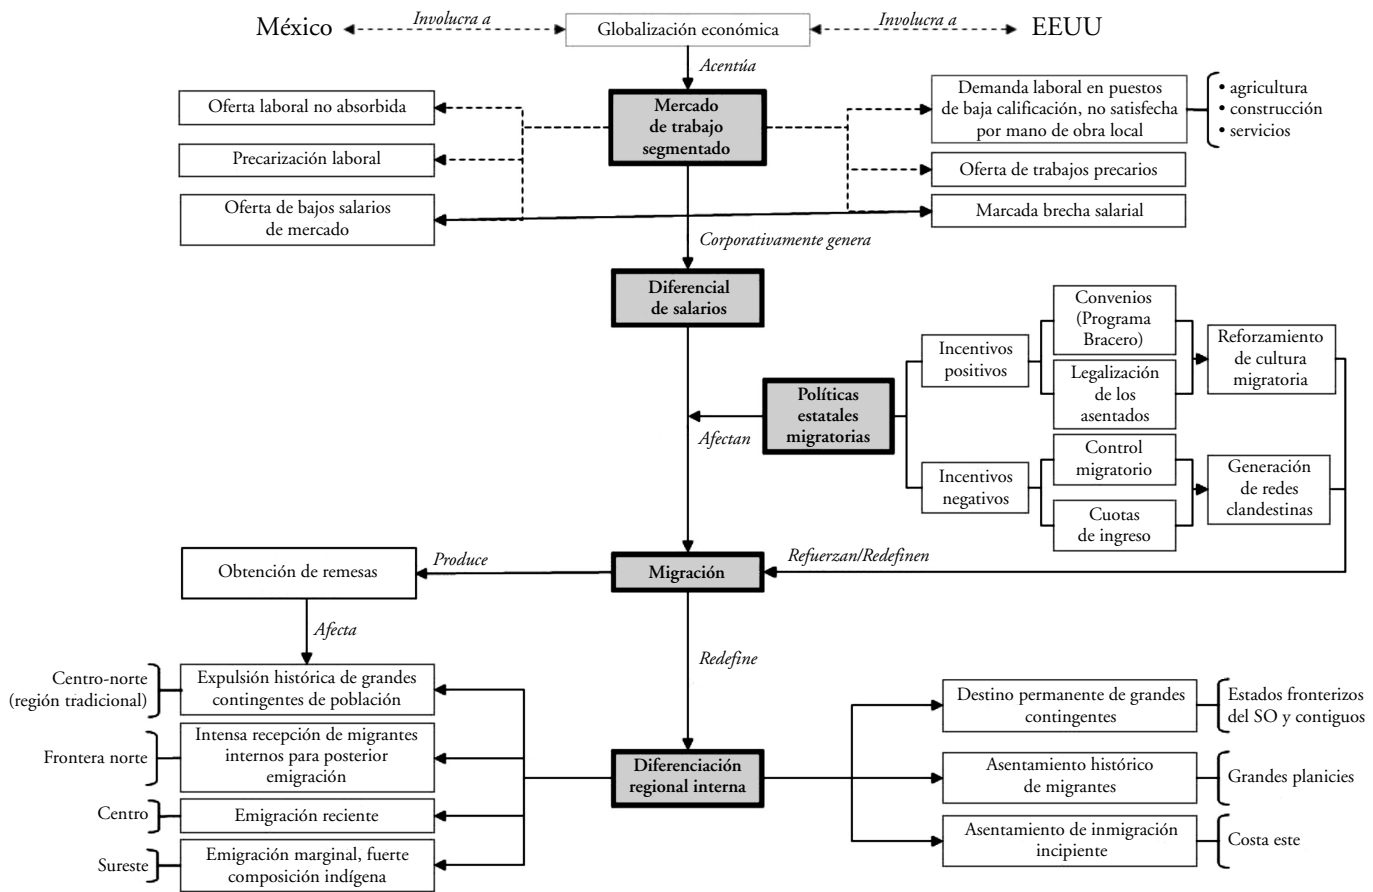 México
Involucra a
Globalización económica
Involucra a
EEUU
Acentúa
Oferta laboral no absorbida
Precarización laboral
Oferta de bajos salarios
de mercado
Mercado
de trabajo
segmentado
Demanda laboral en puestos
de baja calificación, no satisfecha
por mano de obra local
• agricultura
• construcción
• servicios
Oferta de trabajos precarios
Marcada brecha salarial
Corporativamente genera
Diferencial
de salarios
Políticas
estatales
migratorias
Afectan
Incentivos
positivos
Convenios
(Programa
Bracero)
Legalización
de los
asentados
Reforzamiento
de cultura
migratoria
Incentivos
negativos
Control
migratorio
Cuotas
de ingreso
Generación
de redes
clandestinas
Refuerzan/Redefinen
Migración
Produce
Obtención de remesas
Afecta
Redefine
Centro-norte
(región tradicional)
Expulsión histórica de grandes
contingentes de población
Frontera norte
Intensa recepción de migrantes
internos para posterior
emigración
Centro
Emigración reciente
Sureste
Emigración marginal, fuerte
composición indígena
Diferenciación
regional interna
Destino permanente de grandes
contingentes
Estados fronterizos
del SO y contiguos
Asentamiento histórico
de migrantes
Grandes planicies
Asentamiento de inmigración
incipiente
Costa este